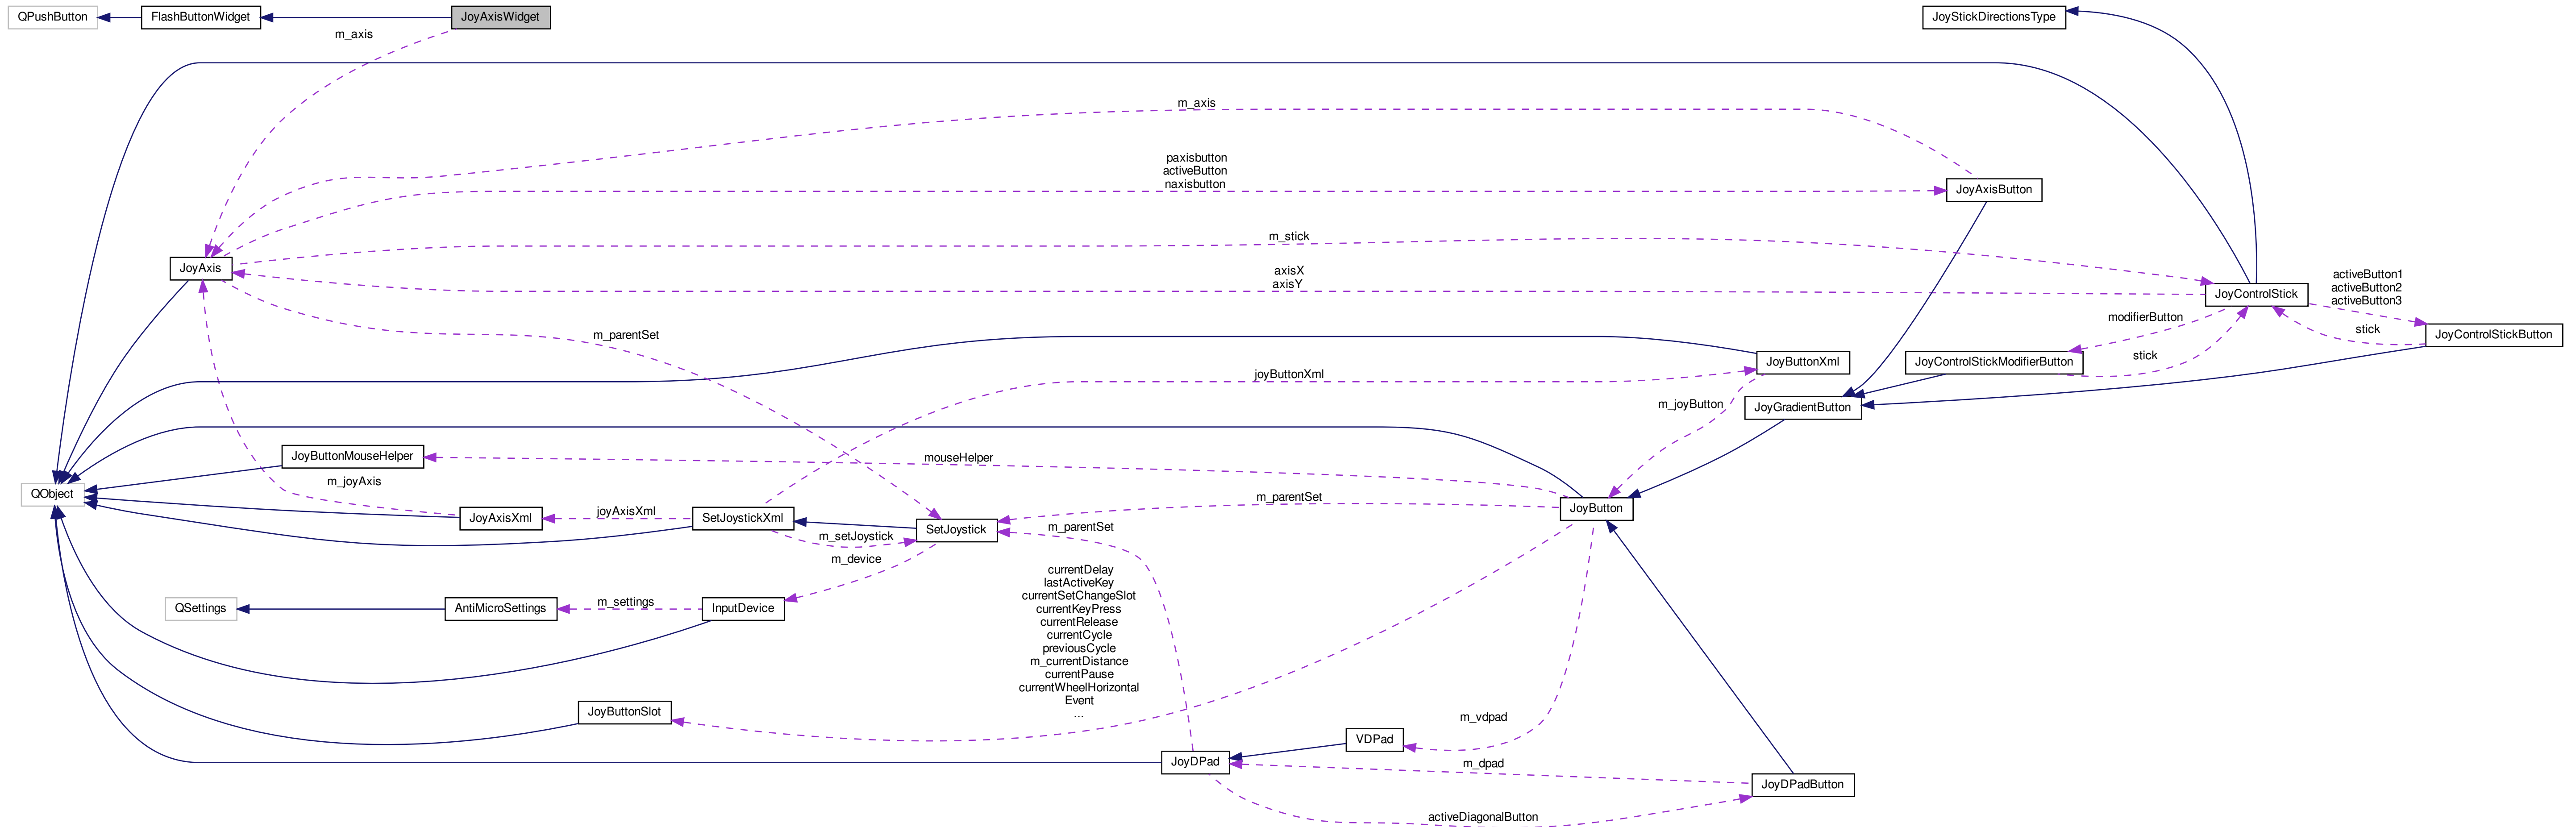 QPushButton
FlashButtonWidget
JoyAxisWidget
JoyStickDirectionsType
m_axis
m_axis
paxisbutton
activeButton
naxisbutton
JoyAxisButton
m_stick
JoyAxis
axisX
axisY
JoyControlStick
activeButton1
activeButton2
activeButton3
modifierButton
stick
JoyControlStickButton
m_parentSet
stick
JoyButtonXml
JoyControlStickModifierButton
joyButtonXml
m_joyButton
JoyGradientButton
JoyButtonMouseHelper
mouseHelper
m_joyAxis
QObject
m_parentSet
JoyButton
joyAxisXml
JoyAxisXml
SetJoystickXml
m_setJoystick
SetJoystick
m_parentSet
m_device
currentDelay
lastActiveKey
currentSetChangeSlot
currentKeyPress
currentRelease
currentCycle
previousCycle
m_currentDistance
currentPause
currentWheelHorizontal
Event
...
QSettings
AntiMicroSettings
m_settings
InputDevice
JoyButtonSlot
m_vdpad
VDPad
JoyDPad
m_dpad
JoyDPadButton
activeDiagonalButton